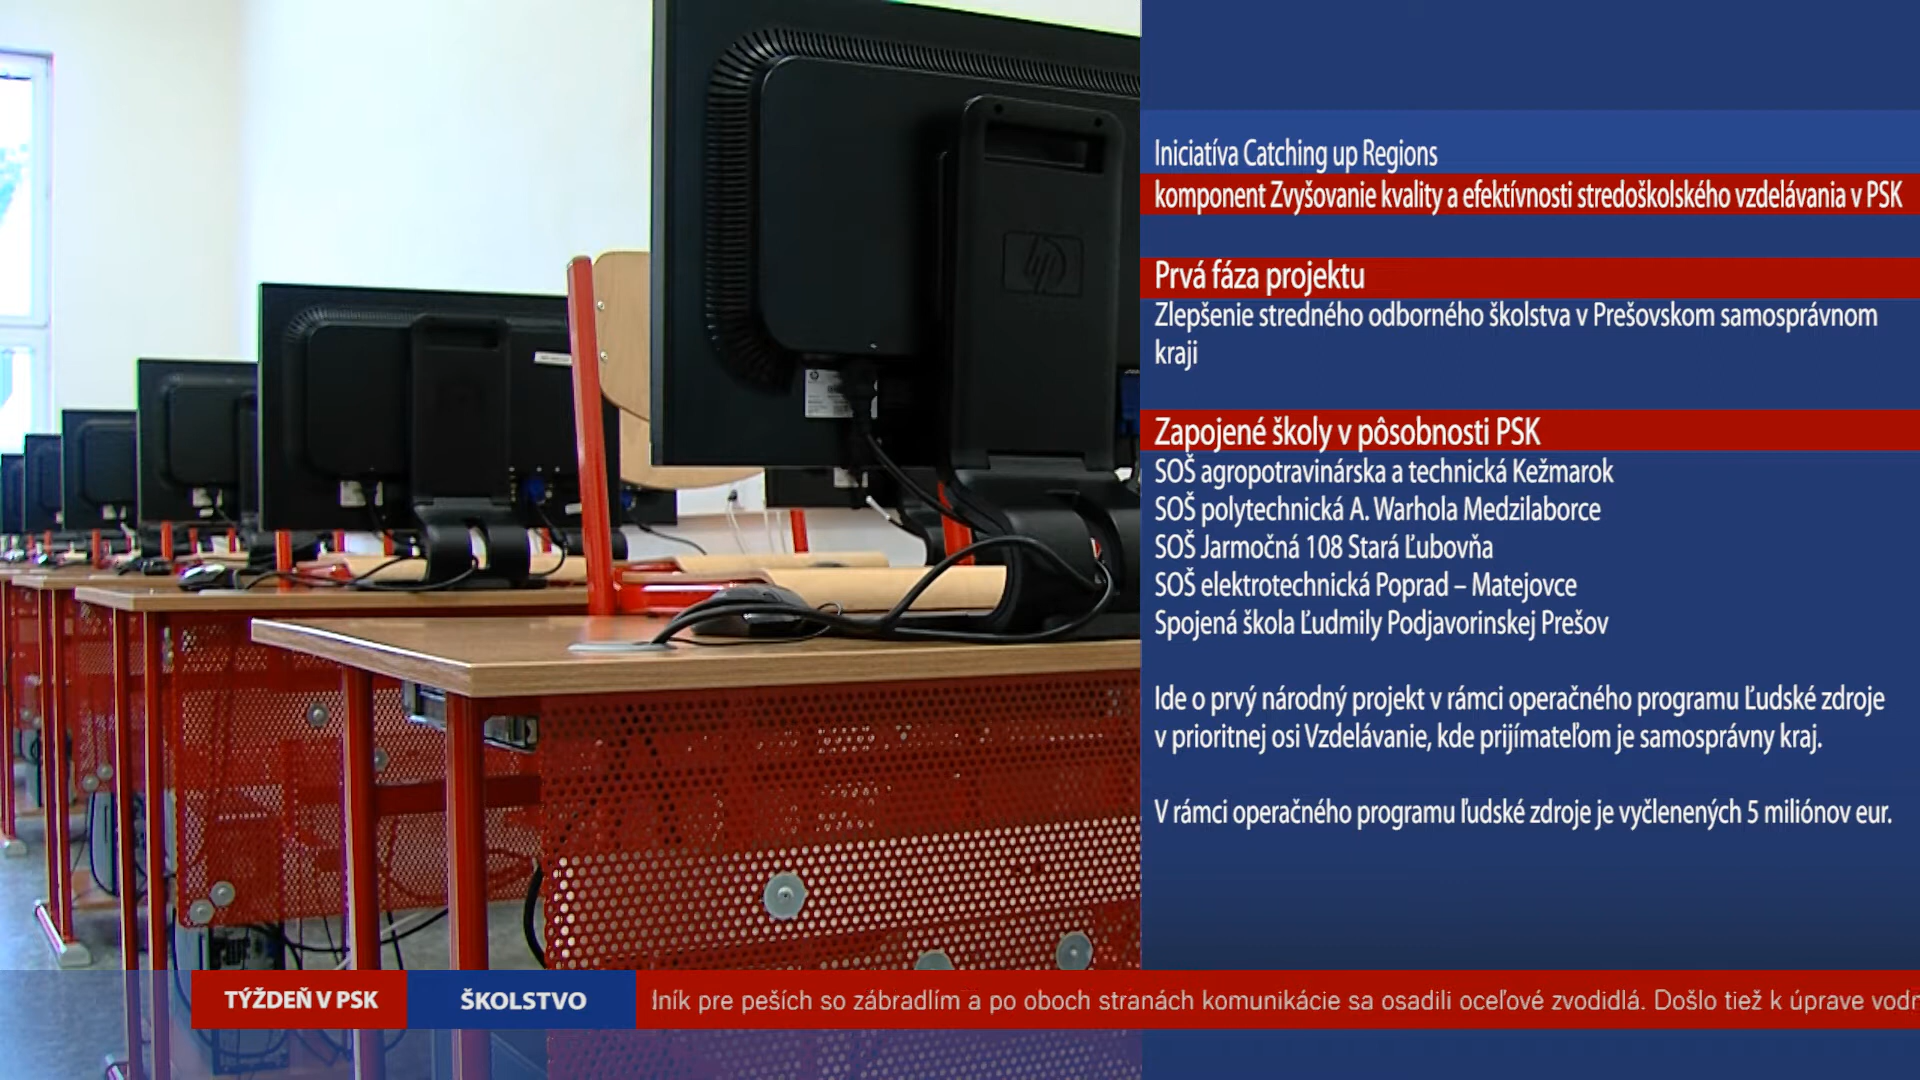 Iniciatíva Catching up Regions
komponent Zvyšovanie kvality a efektívnosti stredoškolského vzdelávania v PSK
Prvá fáza projektu
Zlepšenie stredného odborného školstva v Prešovskom samosprávnom
kraji
Zapojené školy v pôsobnosti PSK
SOŠ agropotravinárska a technická Kežmarok
SOŠ polytechnická A. Warhola Medzilaborce
SOŠ Jarmočná 108 Stará Ľubovňa
SOŠ elektrotechnická Poprad – Matejovce
Spojená škola Ľudmily Podjavorinskej Prešov
Ide o prvý národný projekt v rámci operačného programu Ľudské zdroje
v prioritnej osi Vzdelávanie, kde prijímateľom je samosprávny kraj.
V rámci operačného programu ľudské zdroje je vyčlenených 5 miliónov eur.
hp
TÝŽDEŇ V PSK ŠKOLSTVO pre peších so zábradlím a po oboch stranách komunikácie sa osadili oceľové zvodidlá. Došlo tiež k úprave